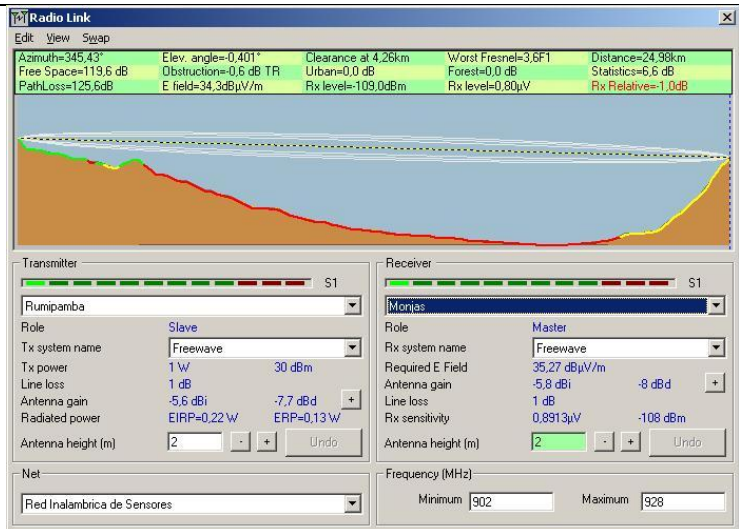 Radio Link
Edit View Swap
Azimuth=345,43° Elev. angle=-0,401° Clearance at 4,26km Worst Fresnel=3,6F1 Distance=24,98km
Free Space=119,6 dB Obstruction=-0,6 dB TR Urban=0,0 dB Forest=0,0 dB Statistics=6,6 dB
PathLoss=125,6dB E field=34,3dBµV/m Rx level=-109,0dBm Rx level=0,80µV Rx Relative=-1,0dB
Transmitter
S1
Rumipamba
Role Slave
Tx system name Freewave
Tx power 1 W 30 dBm
Line loss 1 dB
Antenna gain -5,6 dBi -7,7 dBd +
Radiated power EIRP=0,22 W ERP=0,13 W
Antenna height (m) 2 - + Undo
Net
Red Inalambrica de Sensores
Receiver
S1
Monjas
Role Master
Rx system name Freewave
Required E Field 35,27 dBµV/m
Antenna gain -5,8 dBi -8 dBd +
Line loss 1 dB
Rx sensitivity 0,8913µV -108 dBm
Antenna height (m) 2 - + Undo
Frequency (MHz)
Minimum 902 Maximum 928